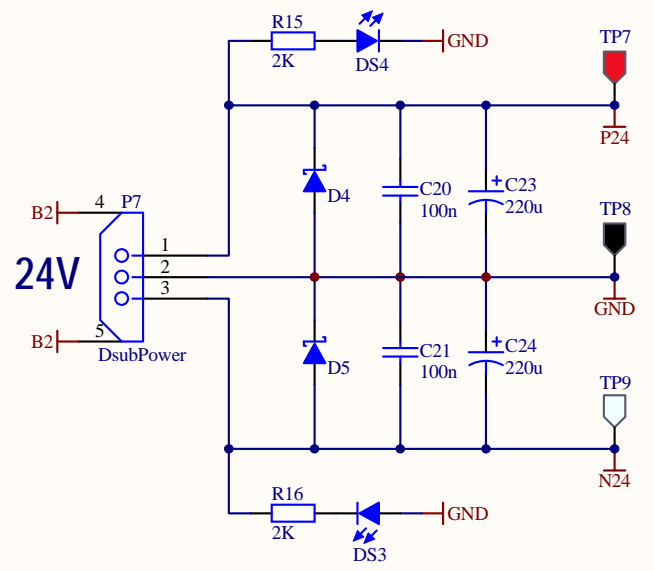 R15
2K
DS4
GND
TP7
P24
D4
C20
100n
+
C23
220u
4
P7
B2
1
2
3
24V
5
B2
DsubPower
TP8
GND
D5
C21
100n
+
C24
220u
TP9
N24
R16
2K
GND
DS3